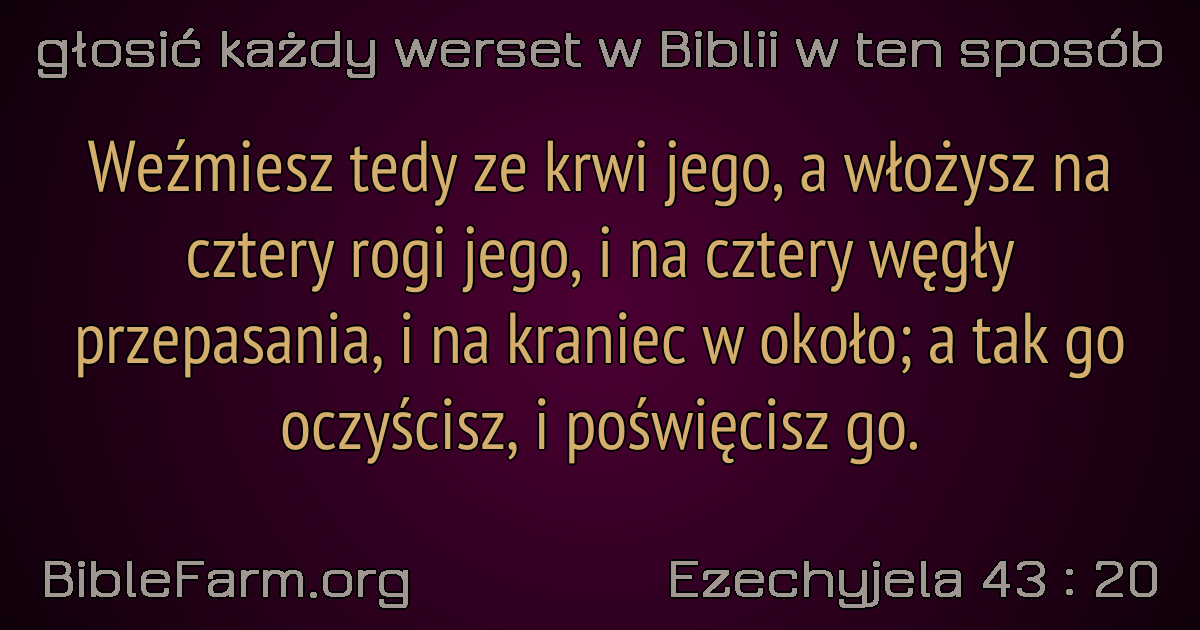 głosić każdy werset w Biblii w ten sposób
Weźmiesz tedy ze krwi jego, a włożysz na
cztery rogi jego, i na cztery węgły
przepasania, i na kraniec w około; a tak go
oczyścisz, i poświęcisz go.
BibleFarm.org
Ezechyjela 43 : 20